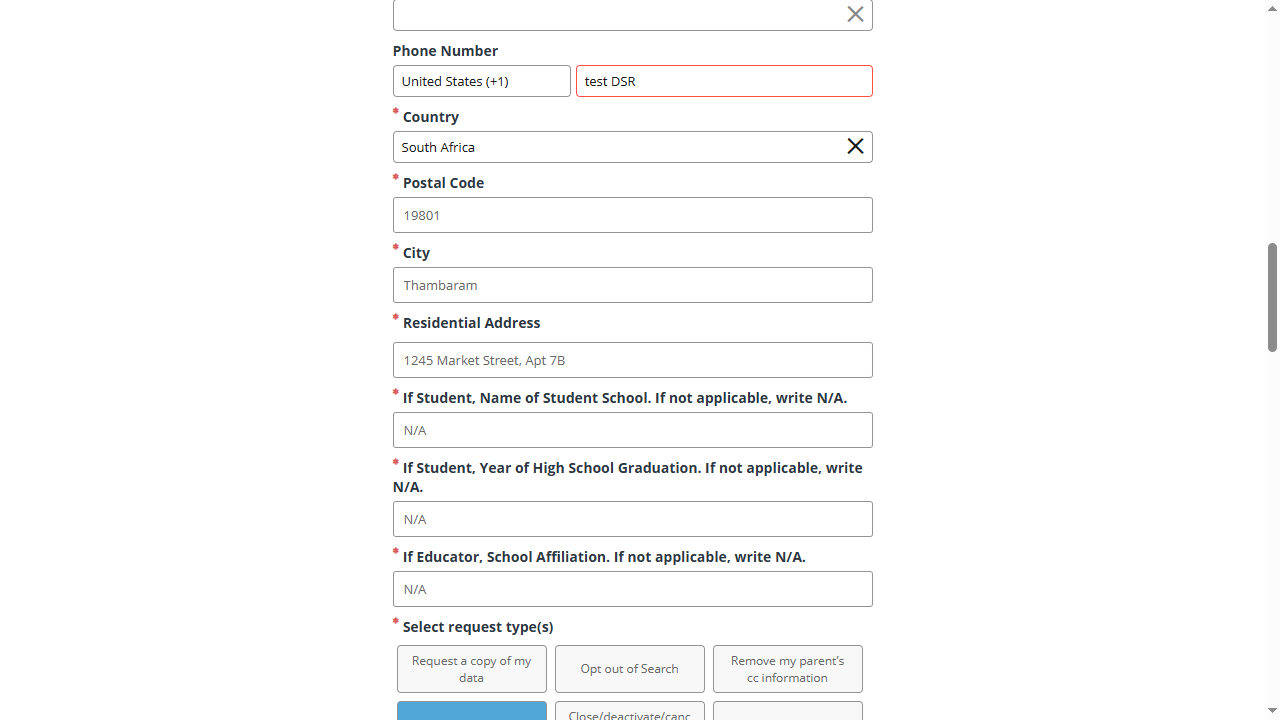 Phone Number
United States (+1)
test DSR
* Country
South Africa
* Postal Code
19801
* City
Thambaram
* Residential Address
1245 Market Street, Apt 7B
* If Student, Name of Student School. If not applicable, write N/A.
N/A
* If Student, Year of High School Graduation. If not applicable, write
N/A.
N/A
* If Educator, School Affiliation. If not applicable, write N/A.
N/A
* Select request type(s)
Request a copy of my
data
Opt out of Search
Remove my parent’s
cc information
Close/deactivate/canc